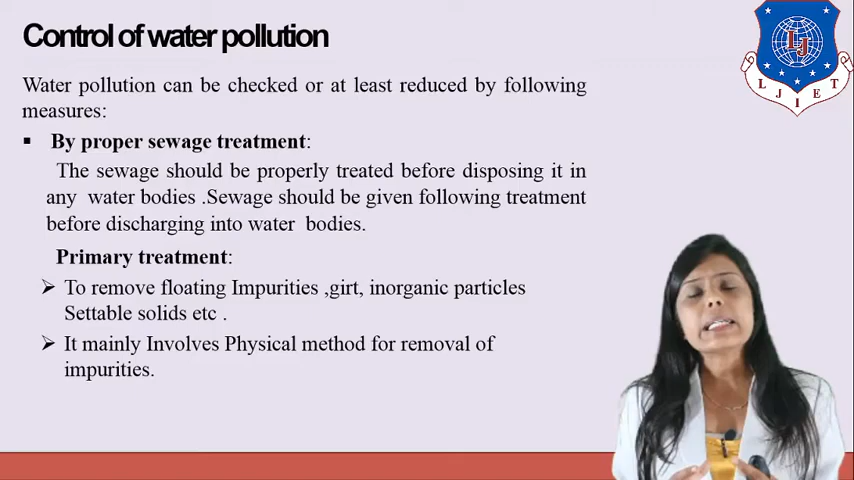 Control of water pollution
Water pollution can be checked or at least reduced by following
measures:
▪ By proper sewage treatment:
The sewage should be properly treated before disposing it in
any water bodies .Sewage should be given following treatment
before discharging into water bodies.
Primary treatment:
➢ To remove floating Impurities ,girt, inorganic particles
Settable solids etc .
➢ It mainly Involves Physical method for removal of
impurities.
LJ
L J I E T